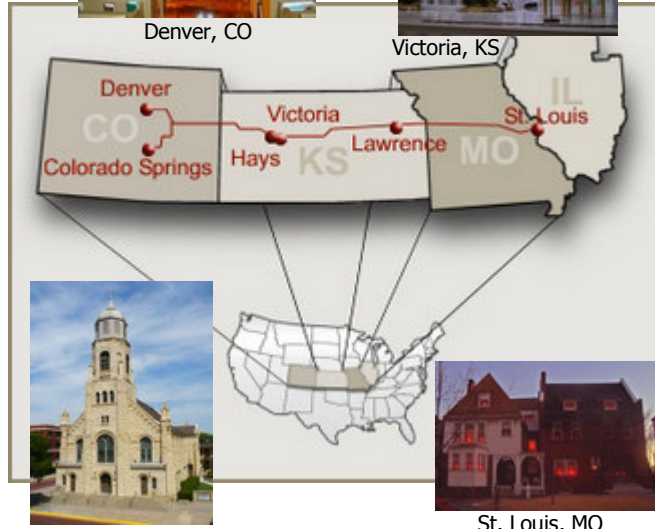 Denver, CO
Victoria, KS
Denver
IL
Victoria
St. Louis
CO
Hays
KS
Lawrence
MO
Colorado Springs
St. Louis, MO